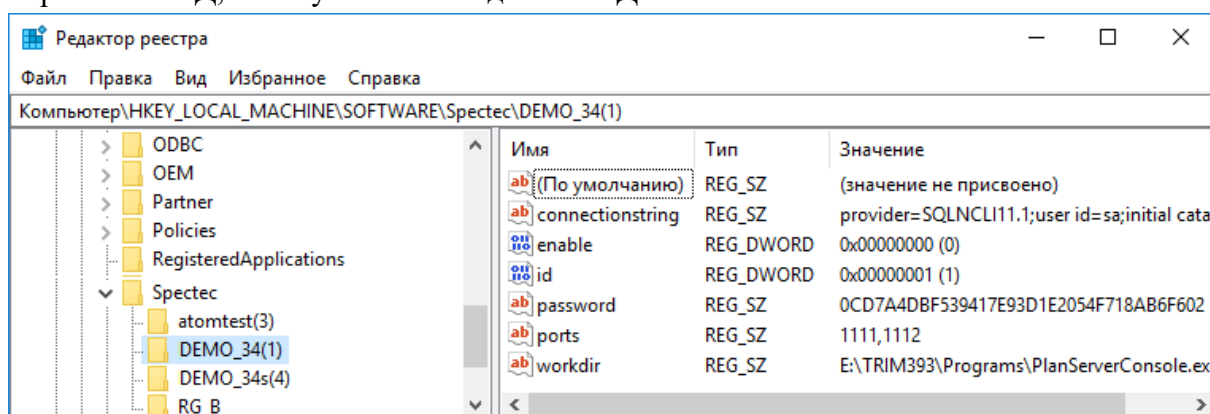 Редактор реестра
Файл Правка Вид Избранное Справка
Компьютер\HKEY_LOCAL_MACHINE\SOFTWARE\Spectec\DEMO_34(1)
ODBC
OEM
Partner
Policies
RegisteredApplications
Spectec
atomtest(3)
DEMO_34(1)
DEMO_34s(4)
RG_B
Имя Тип Значение
(По умолчанию) REG_SZ (значение не присвоено)
connectionstring REG_SZ provider=SQLNCLI11.1;user id=sa;initial cata
enable REG_DWORD 0x00000000 (0)
id REG_DWORD 0x00000001 (1)
password REG_SZ 0CD7A4DBF539417E93D1E2054F718AB6F602
ports REG_SZ 1111,1112
workdir REG_SZ E:\TRIM393\Programs\PlanServerConsole.ex